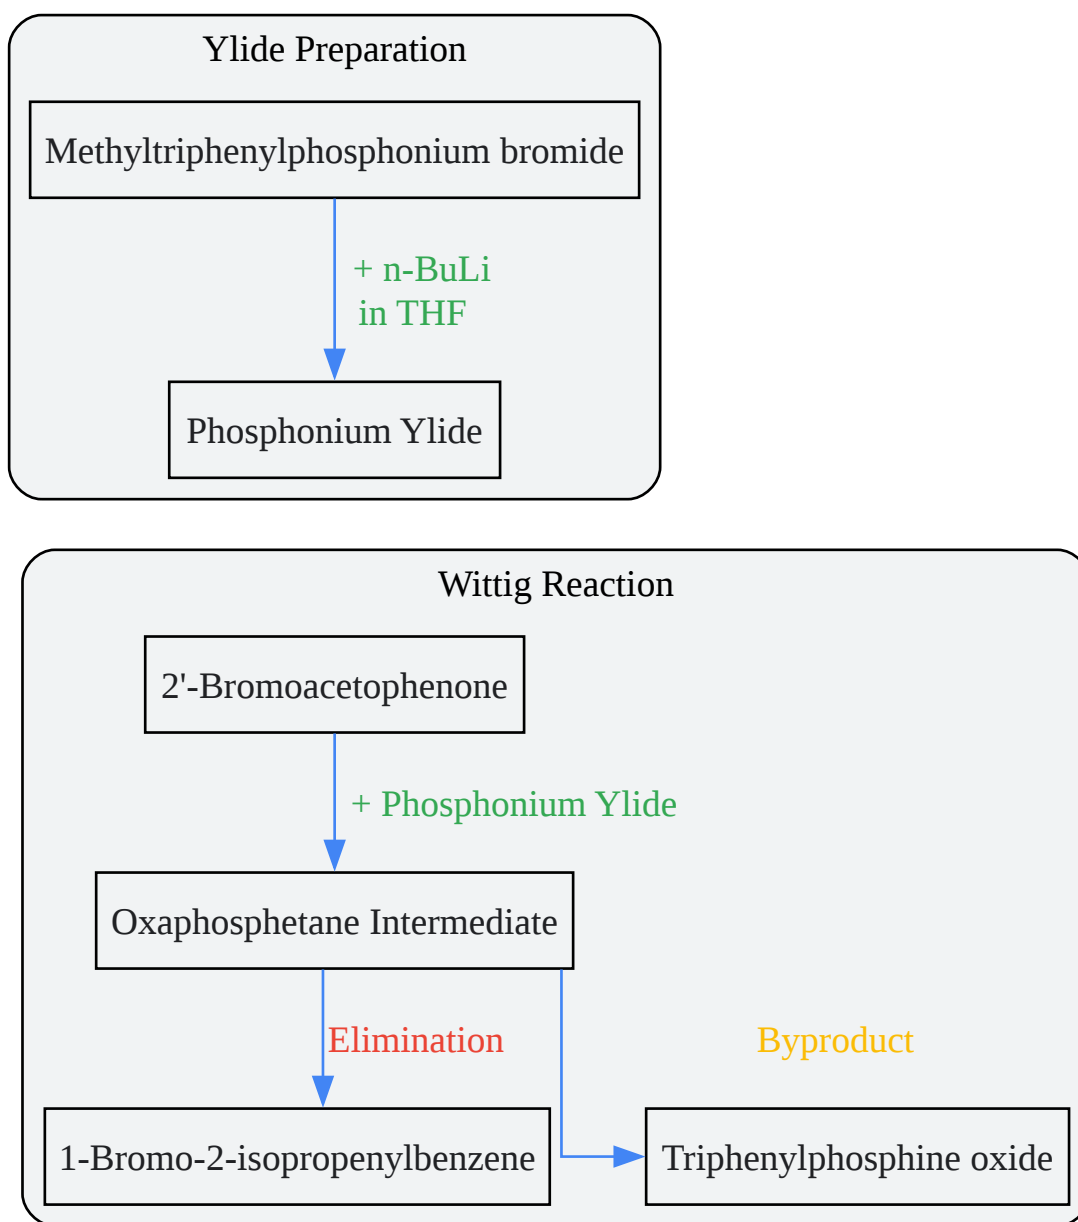 Ylide Preparation
Methyltriphenylphosphonium bromide
+ n-BuLi
in THF
Phosphonium Ylide
Wittig Reaction
2'-Bromoacetophenone
+ Phosphonium Ylide
Oxaphosphetane Intermediate
Elimination
Byproduct
1-Bromo-2-isopropenylbenzene
Triphenylphosphine oxide